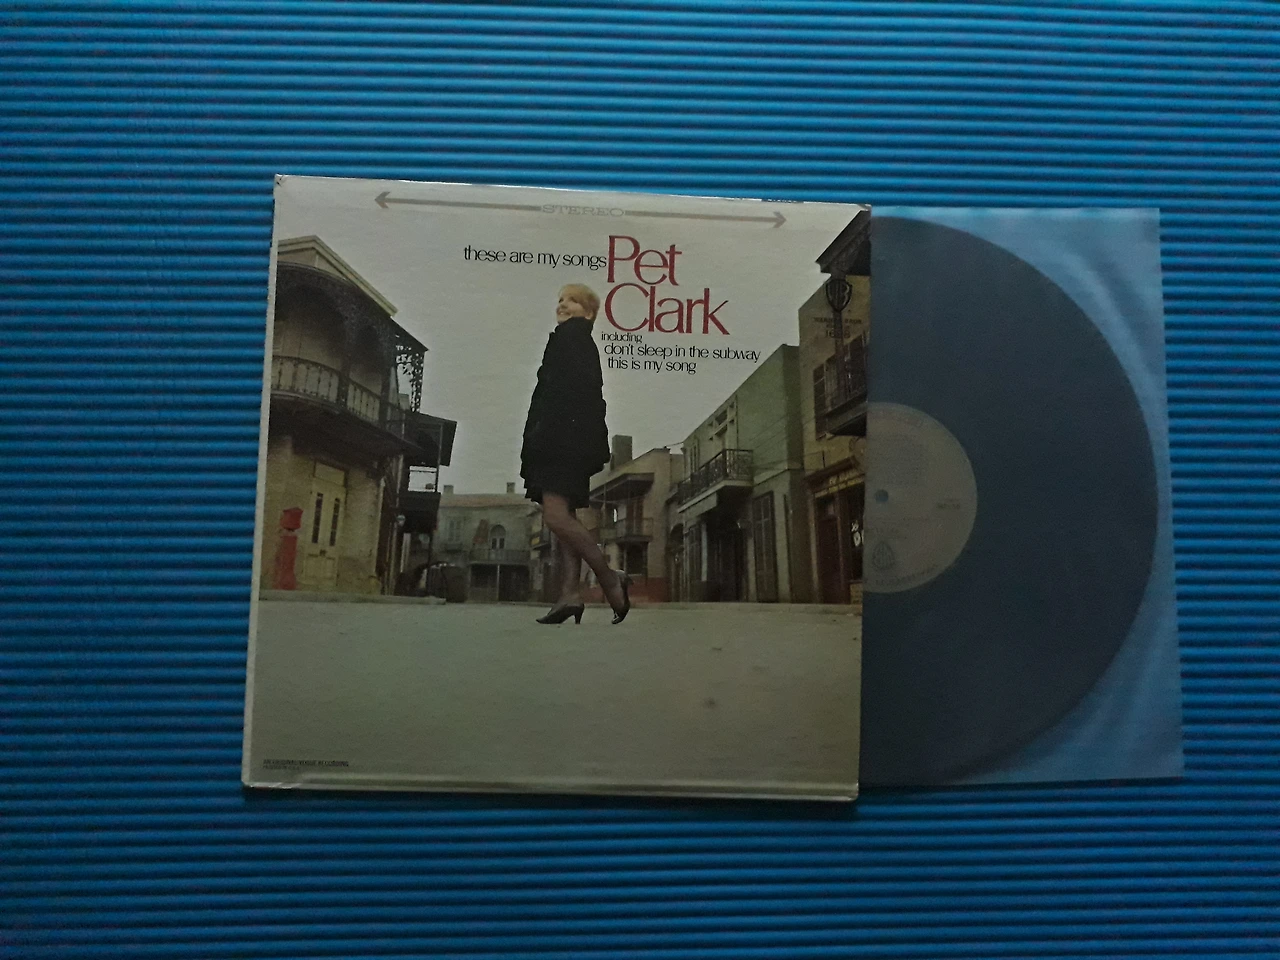 STEREO
these are my songs Pet
Clark
including
don't sleep in the subway
this is my song